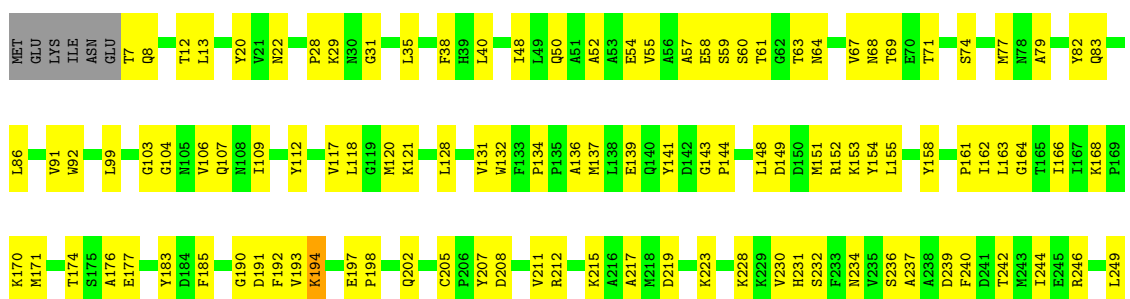 MET GLU LYS ILE ASN GLU T7 Q8 T12 L13 Y20 V21 N22 P28 K29 N30 G31 L35 F38 H39 L40 I48 L49 Q50 A51 A52 A53 E54 V55 A56 A57 E58 S59 S60 T61 G62 T63 N64 V67 N68 T69 E70 T71 S74 M77 N78 A79 Y82 Q83
L86 V91 W92 L99 G103 G104 N105 V106 Q107 N108 I109 Y112 V117 L118 G119 M120 K121 L128 V131 W132 F133 P134 P135 A136 M137 L138 E139 Q140 Y141 D142 G143 P144 L148 D149 D150 M151 R152 K153 Y154 L155 Y158 P161 I162 L163 G164 T165 I166 I167 K168 P169
K170 M171 T174 S175 A176 E177 Y183 D184 F185 G190 D191 F192 V193 K194 E197 P198 Q202 C205 P206 Y207 D208 V211 R212 K215 A216 A217 M218 D219 K223 K228 K229 V230 H231 S232 F233 N234 V235 S236 A237 A238 D239 F240 D241 T242 M243 I244 E245 R246 L249